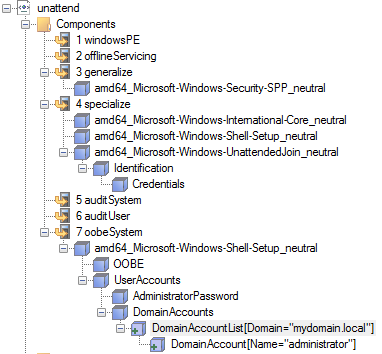 unattend
Components
1 windowsPE
2 offlineServicing
3 generalize
amd64_Microsoft-Windows-Security-SPP_neutral
4 specialize
amd64_Microsoft-Windows-International-Core_neutral
amd64_Microsoft-Windows-Shell-Setup_neutral
amd64_Microsoft-Windows-UnattendedJoin_neutral
Identification
Credentials
5 auditSystem
6 auditUser
7 oobeSystem
amd64_Microsoft-Windows-Shell-Setup_neutral
OOBE
UserAccounts
AdministratorPassword
DomainAccounts
DomainAccountList[Domain="mydomain.local"]
DomainAccount[Name="administrator"]